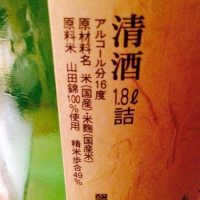 清酒
1.8ℓ詰
アルコール分16度
原材料名 米(国産)・米麹(国産米)
原料米 山田錦100%使用 精米歩合49%